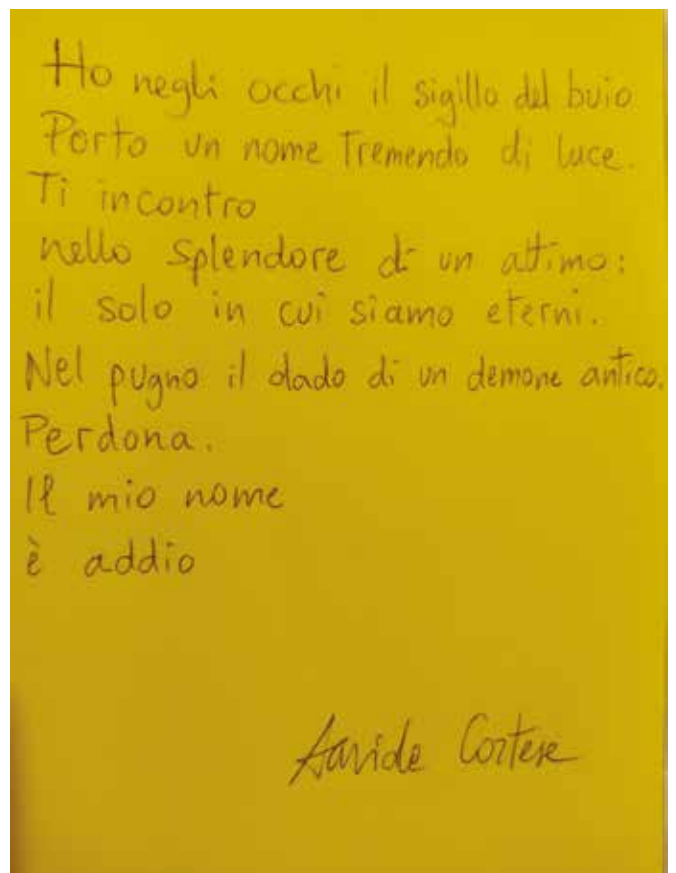 Ho negli occhi il sigillo del buio
Porto un nome Tremendo di luce.
Ti incontro
nello splendore di un attimo:
il solo in cui siamo eterni.
Nel pugno il dado di un demone antico.
Perdona.
Il mio nome
è addio
Davide Cortese